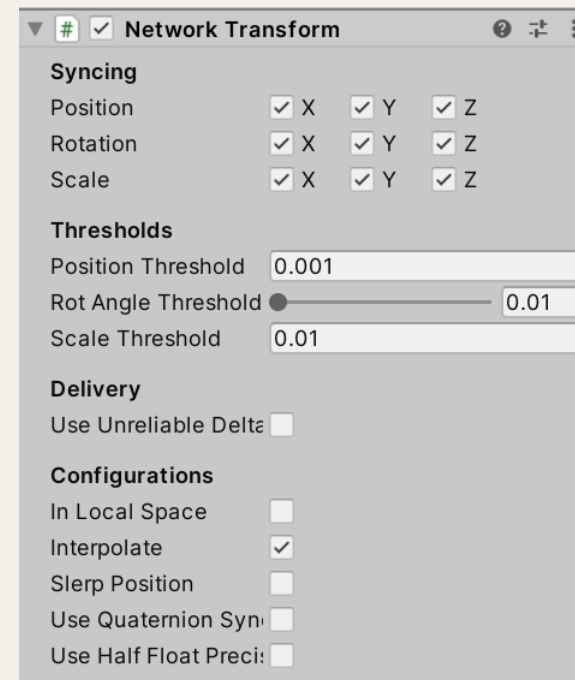 Network Transform
Syncing
Position X Y Z
Rotation X Y Z
Scale X Y Z
Thresholds
Position Threshold 0.001
Rot Angle Threshold 0.01
Scale Threshold 0.01
Delivery
Use Unreliable Delta
Configurations
In Local Space
Interpolate
Slerp Position
Use Quaternion Syn
Use Half Float Preci